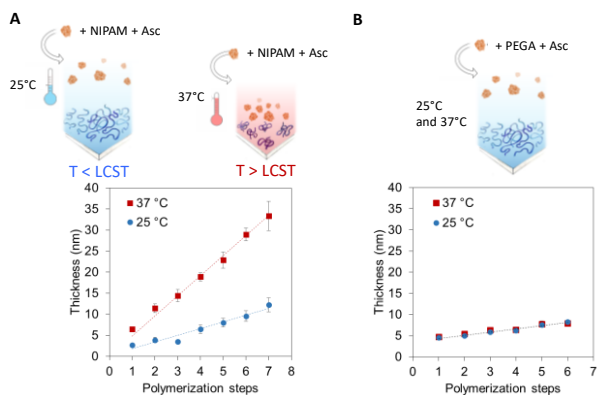 A
+ NIPAM + Asc
25°C
T < LCST
+ NIPAM + Asc
37°C
T > LCST
Thickness (nm)
40
35
30
25
20
15
10
5
0
37 °C
25 °C
0 1 2 3 4 5 6 7 8
Polymerization steps
B
+ PEGA + Asc
25°C
and 37°C
Thickness (nm)
40
35
30
25
20
15
10
5
0
37 °C
25 °C
0 1 2 3 4 5 6 7
Polymerization steps